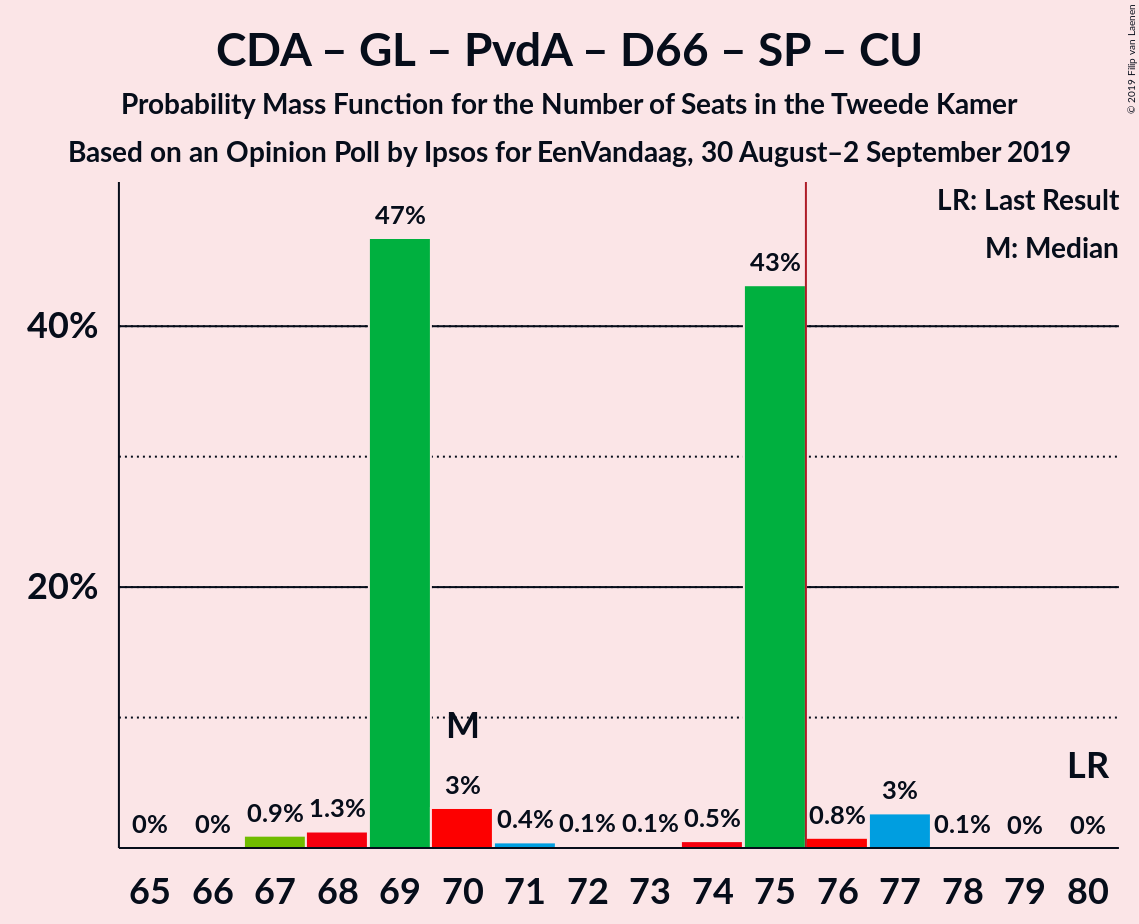 CDA – GL – PvdA – D66 – SP – CU
Probability Mass Function for the Number of Seats in the Tweede Kamer
Based on an Opinion Poll by Ipsos for EenVandaag, 30 August–2 September 2019
© 2019 Filip van Laenen
LR: Last Result
M: Median
47%
43%
40%
20%
M
LR
0% 0% 0.9% 1.3% 3% 0.4% 0.1% 0.1% 0.5% 0.8% 3% 0.1% 0% 0%
65 66 67 68 69 70 71 72 73 74 75 76 77 78 79 80